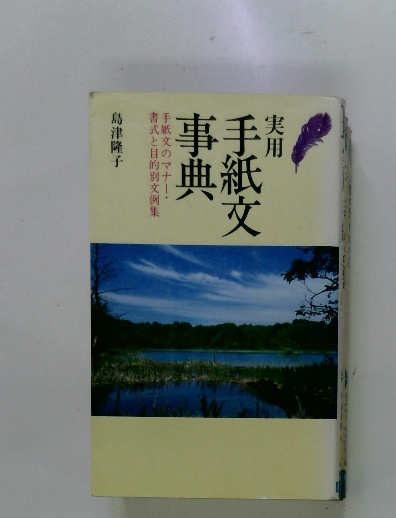 実用
手紙文
事典
手紙文のマナー・
書式と目的別文例集
島津隆子